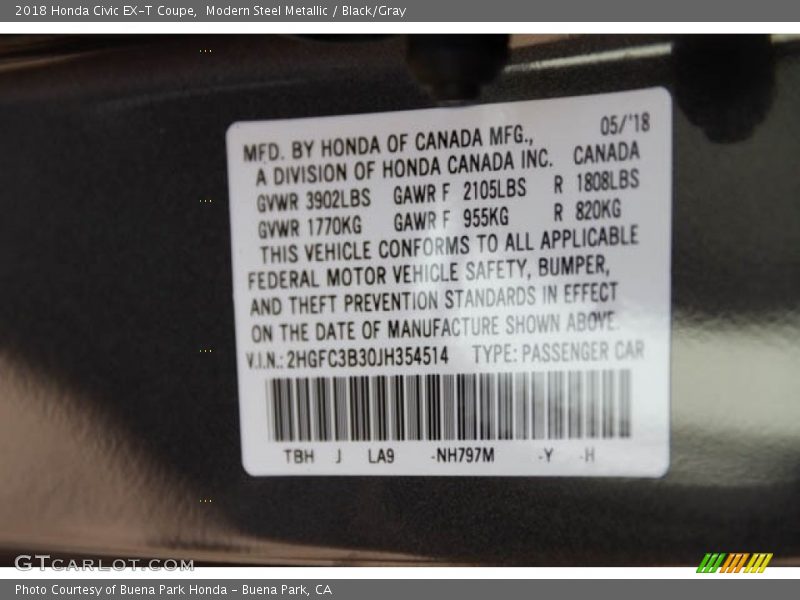 2018 Honda Civic EX-T Coupe,  Modern Steel Metallic / Black/Gray
MFD. BY HONDA OF CANADA MFG., 05/'18
A DIVISION OF HONDA CANADA INC. CANADA
GVWR 3902LBS GAWR F 2105LBS R 1808LBS
GVWR 1770KG GAWR F 955KG R 820KG
THIS VEHICLE CONFORMS TO ALL APPLICABLE
FEDERAL MOTOR VEHICLE SAFETY, BUMPER,
AND THEFT PREVENTION STANDARDS IN EFFECT
ON THE DATE OF MANUFACTURE SHOWN ABOVE.
V.I.N.: 2HGFC3B30JH354514 TYPE: PASSENGER CAR
TBH J LA9 -NH797M -Y -H
GTCARLOT.COM
Photo Courtesy of Buena Park Honda - Buena Park, CA